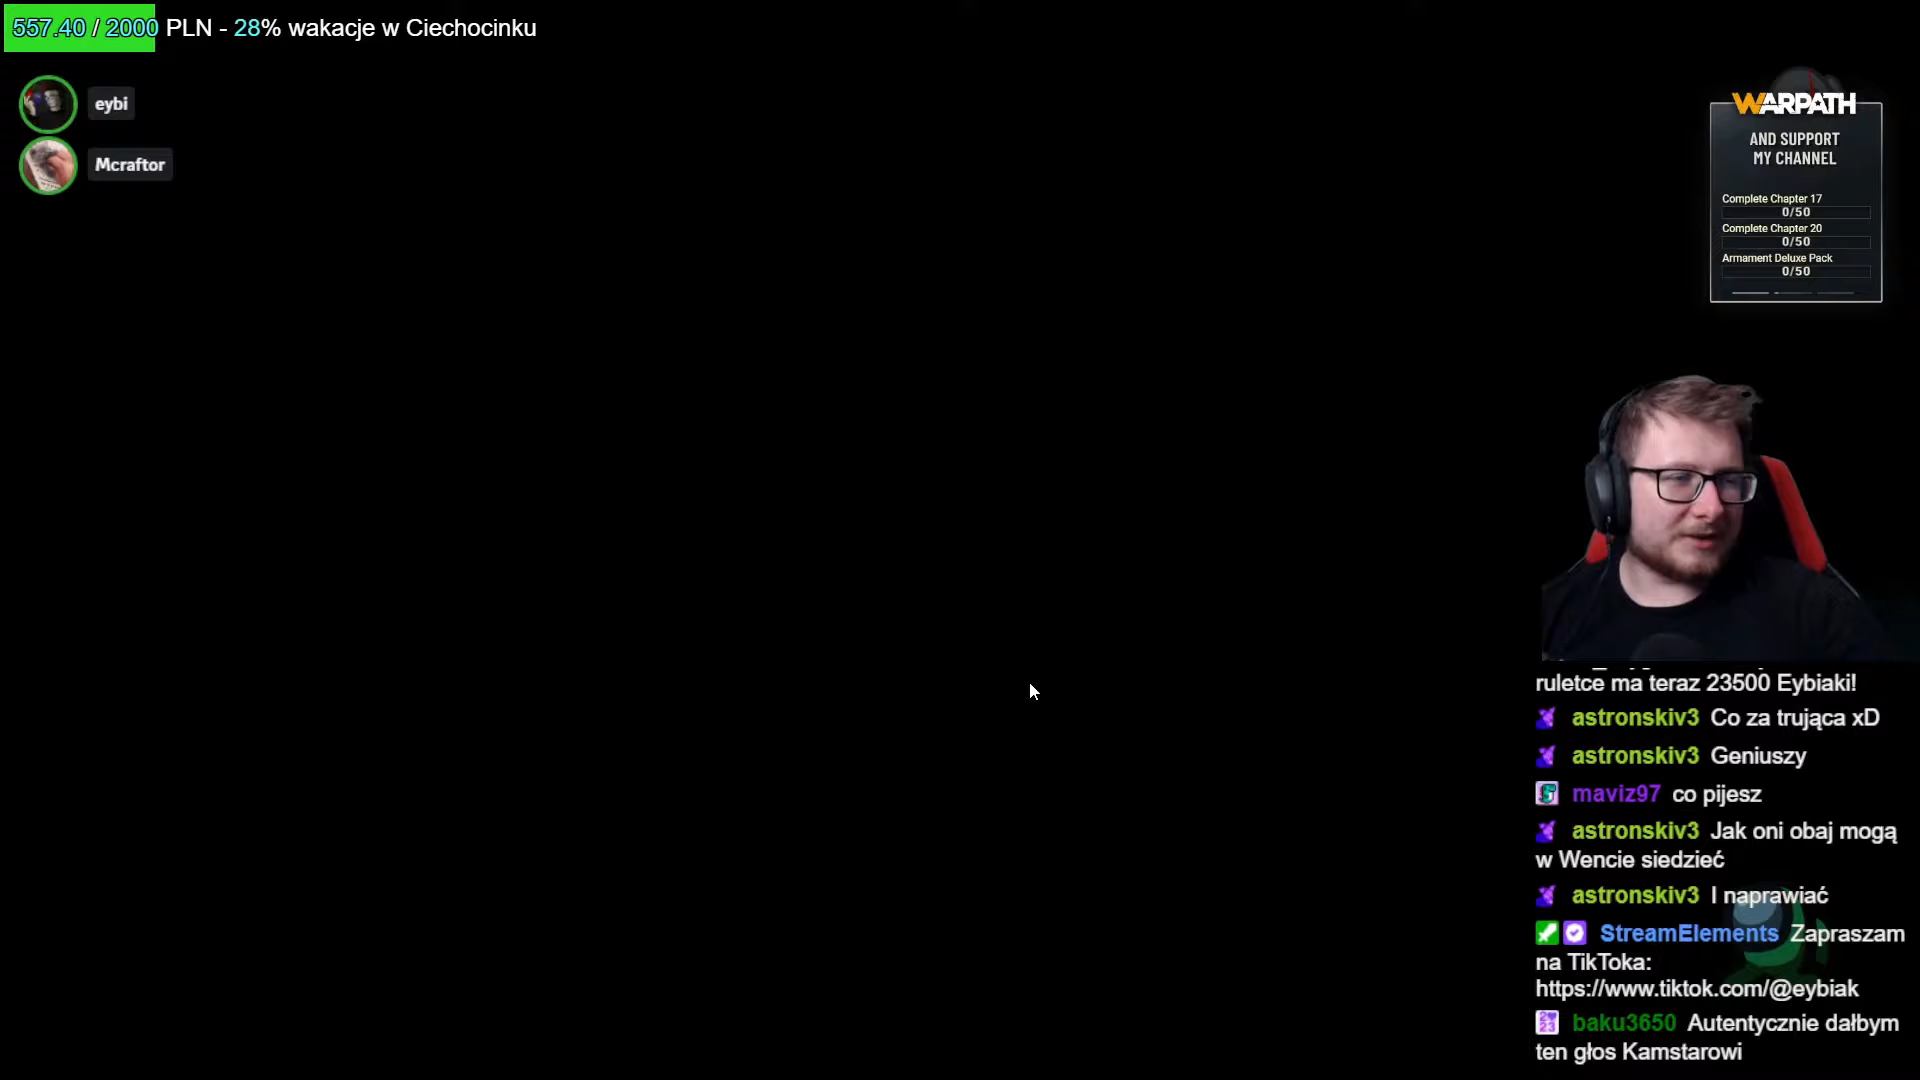 557.40 / 2000 PLN - 28% wakacje w Ciechocinku
eybi
Mcraftor
WARPATH
AND SUPPORT
MY CHANNEL
Complete Chapter 17
0/50
Complete Chapter 20
0/50
Armament Deluxe Pack
0/50
ruletce ma teraz 23500 Eybiaki!
astronskiv3 Co za trująca xD
astronskiv3 Geniuszy
maviz97 co pijesz
astronskiv3 Jak oni obaj mogą
w Wencie siedzieć
astronskiv3 I naprawiać
StreamElements Zapraszam
na TikToka:
https://www.tiktok.com/@eybiak
baku3650 Autentycznie dałbym
ten głos Kamstarowi